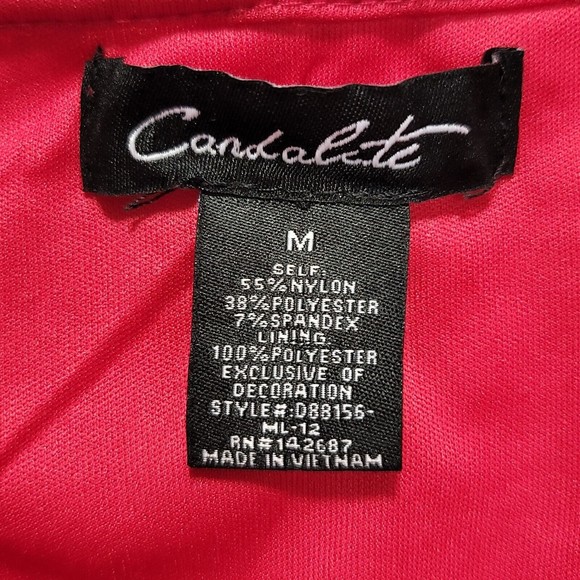 Candalite
M
SELF:
55%NYLON
38%POLYESTER
7%SPANDEX
LINING
100%POLYESTER
EXCLUSIVE OF
DECORATION
STYLE#:D88156-
ML-12
RN#142687
MADE IN VIETNAM